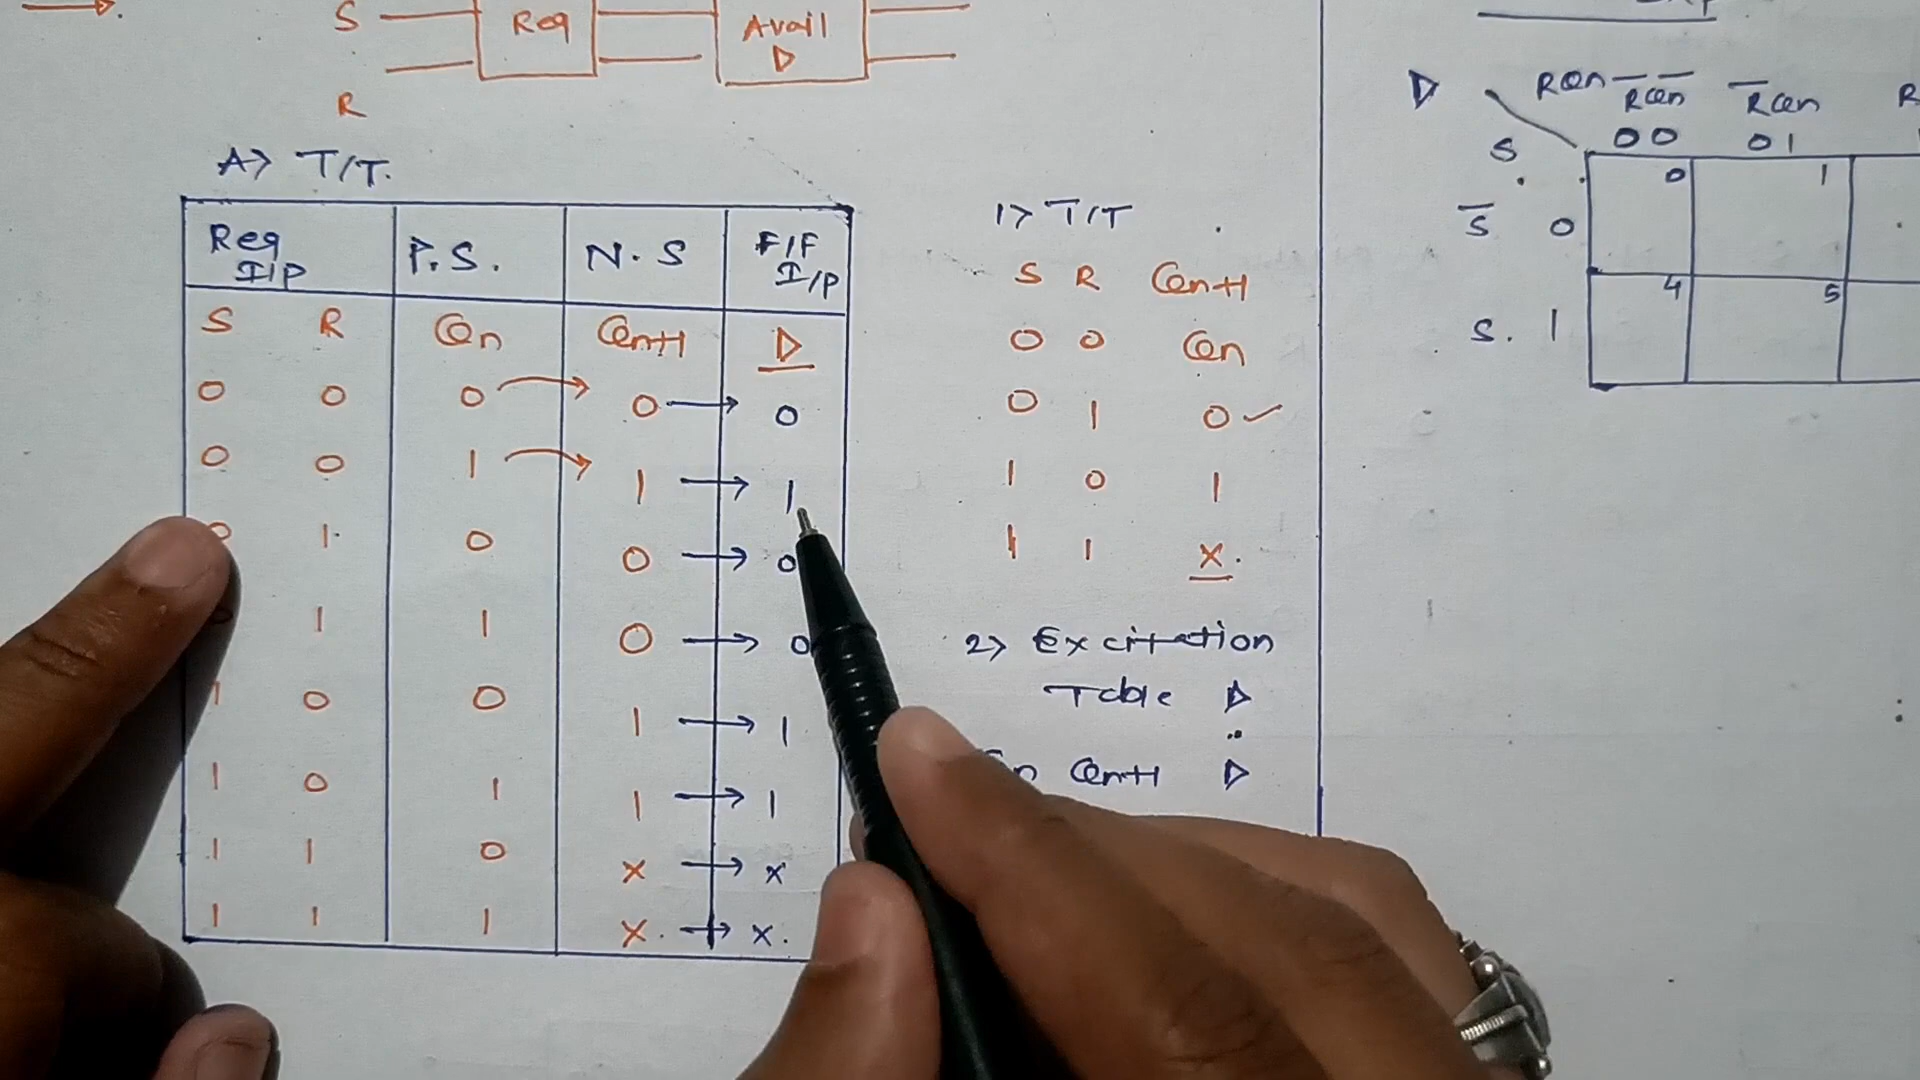 S Req Avail
D
R
A> T/T.
Req I/P P.S. N.S F/F I/P
S R Qn Qn+1 D
0 0 0 → 0 → 0
0 0 1 → 1 → 1
0 1 0 0 → 0
1 1 0 → 0
1 0 0 1 → 1
1 0 1 1 → 1
1 1 0 x → x
1 1 1 x. → x.
1> T/T
S R Qn+1
0 0 Qn
0 1 0 ✓
1 0 1
1 1 x.
2> Excitation
Table D
Qn+1 D
D RQn R̅Q̅n R̅Qn R
S 00 01
S̅ 0 0 1
S. 1 4 5